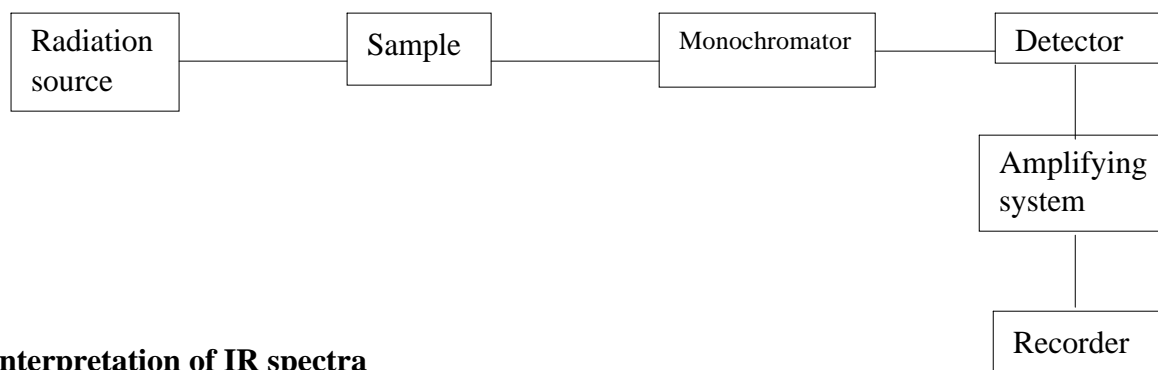 Radiation
source
Sample
Monochromator
Detector
Amplifying
system
Recorder
nterpretation of IR spectra